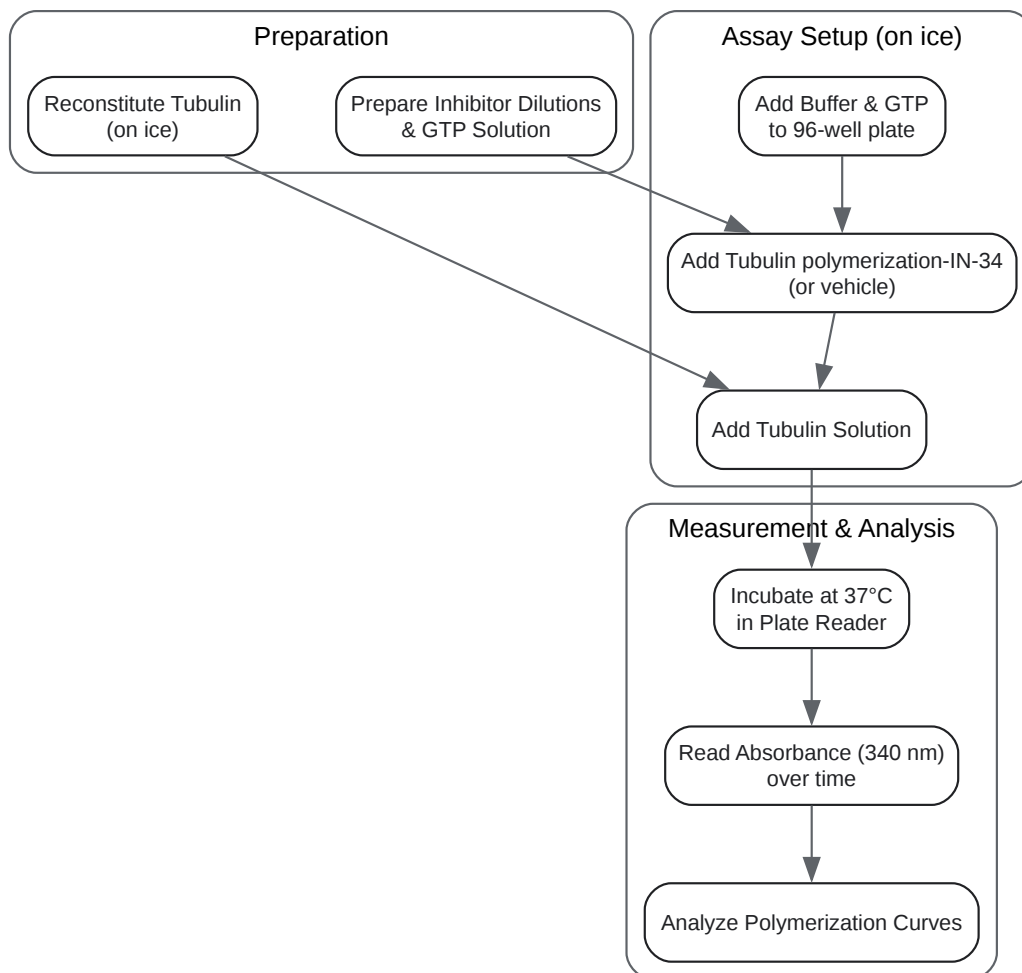 Preparation
Reconstitute Tubulin
(on ice)
Prepare Inhibitor Dilutions
& GTP Solution
Assay Setup (on ice)
Add Buffer & GTP
to 96-well plate
Add Tubulin polymerization-IN-34
(or vehicle)
Add Tubulin Solution
Measurement & Analysis
Incubate at 37°C
in Plate Reader
Read Absorbance (340 nm)
over time
Analyze Polymerization Curves